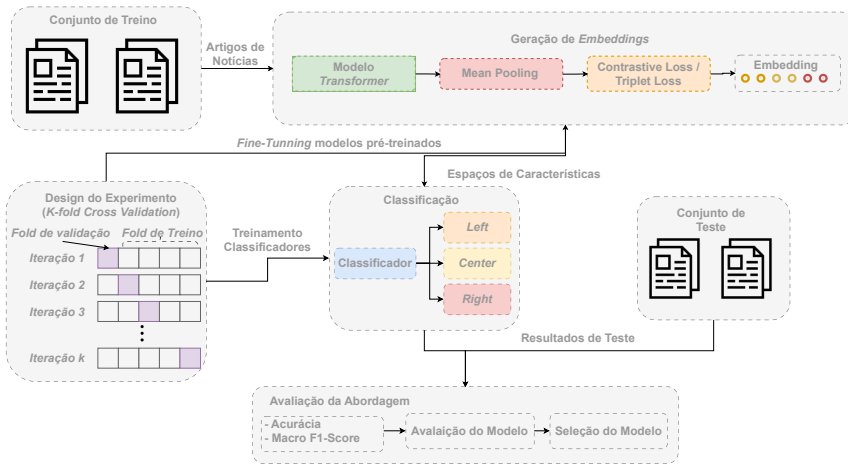 Conjunto de Treino
Artigos de
Notícias
Geração de Embeddings
Modelo
Transformer
Mean Pooling
Contrastive Loss /
Triplet Loss
Embedding
Fine-Tunning modelos pré-treinados
Espaços de Características
Design do Experimento
(K-fold Cross Validation)
Fold de validação
Fold de Treino
Iteração 1
Iteração 2
Iteração 3
Iteração k
Treinamento
Classificadores
Classificação
Classificador
Left
Center
Right
Conjunto de
Teste
Resultados de Teste
Avaliação da Abordagem
- Acurácia
- Macro F1-Score
Avalaição do Modelo
Seleção do Modelo